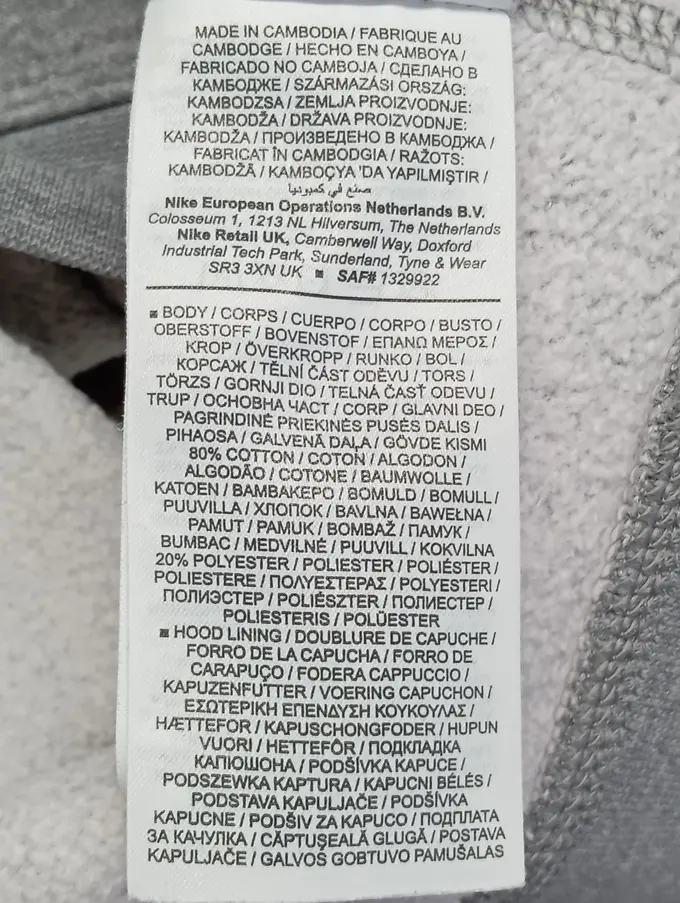 MADE IN CAMBODIA / FABRIQUE AU
CAMBODGE / HECHO EN CAMBOYA /
FABRICADO NO CAMBOJA / СДЕЛАНО В
КАМБОДЖЕ / SZÁRMAZÁSI ORSZÁG:
KAMBODZSA / ZEMLJA PROIZVODNJE:
KAMBODŽA / DRŽAVA PROIZVODNJE:
KAMBODŽA / ПРОИЗВЕДЕНО В КАМБОДЖА /
FABRICAT ÎN CAMBODGIA / RAŽOTS:
KAMBODŽĀ / KAMBOÇYA 'DA YAPILMIŞTIR /
صنع في كمبوديا
Nike European Operations Netherlands B.V.
Colosseum 1, 1213 NL Hilversum, The Netherlands
Nike Retail UK, Camberwell Way, Doxford
Industrial Tech Park, Sunderland, Tyne & Wear
SR3 3XN UK ■ SAF# 1329922
■ BODY / CORPS / CUERPO / CORPO / BUSTO /
OBERSTOFF / BOVENSTOF / ΕΠΑΝΩ ΜΕΡΟΣ /
KROP / ÖVERKROPP / RUNKO / BOL /
КОРСАЖ / TĚLNÍ ČÁST ODĚVU / TORS /
TÖRZS / GORNJI DIO / TELNÁ ČASŤ ODEVU /
TRUP / ОСНОВНА ЧАСТ / CORP / GLAVNI DEO /
PAGRINDINĖ PRIEKINĖS PUSĖS DALIS /
PIHAOSA / GALVENĀ DAĻA / GÖVDE KISMI
80% COTTON / COTON / ALGODON /
ALGODÃO / COTONE / BAUMWOLLE /
KATOEN / ΒΑΜΒΑΚΕΡΟ / BOMULD / BOMULL /
PUUVILLA / ХЛОПОК / BAVLNA / BAWEŁNA /
PAMUT / PAMUK / BOMBAŽ / ПАМУК /
BUMBAC / MEDVILNĖ / PUUVILL / KOKVILNA
20% POLYESTER / POLIESTER / POLIÉSTER /
POLIESTERE / ΠΟΛΥΕΣΤΕΡΑΣ / POLYESTERI /
ПОЛИЭСТЕР / POLIÉSZTER / ПОЛИЕСТЕР /
POLIESTERIS / POLÜESTER
■ HOOD LINING / DOUBLURE DE CAPUCHE /
FORRO DE LA CAPUCHA / FORRO DE
CARAPUÇO / FODERA CAPPUCCIO /
KAPUZENFUTTER / VOERING CAPUCHON /
ΕΣΩΤΕΡΙΚΗ ΕΠΕΝΔΥΣΗ ΚΟΥΚΟΥΛΑΣ /
HÆTTEFOR / KAPUSCHONGFODER / HUPUN
VUORI / HETTEFÔR / ПОДКЛАДКА
КАПЮШОНА / PODŠÍVKA KAPUCE /
PODSZEWKA KAPTURA / KAPUCNI BÉLÉS /
PODSTAVA KAPULJAČE / PODŠÍVKA
KAPUCNE / PODŠIV ZA KAPUCO / ПОДПЛАТА
ЗА КАЧУЛКА / CĂPTUŞEALĂ GLUGĂ / POSTAVA
KAPULJAČE / GALVOS GOBTUVO PAMUŠALAS